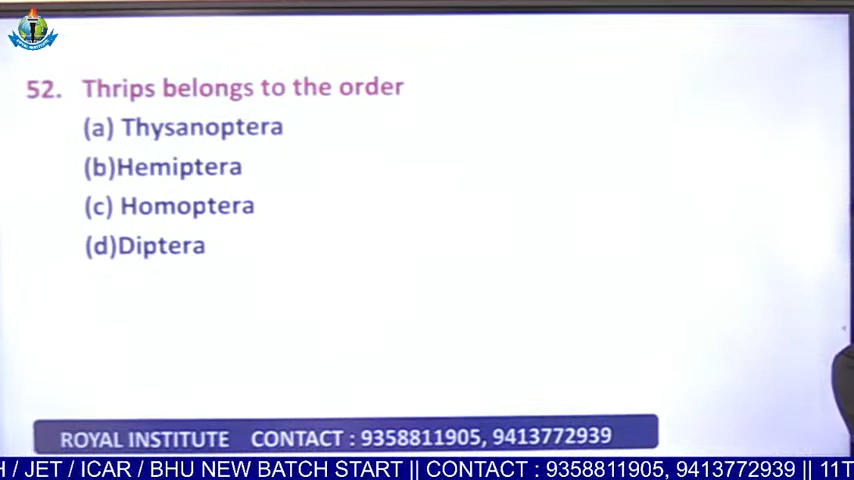 52. Thrips belongs to the order
(a) Thysanoptera
(b)Hemiptera
(c) Homoptera
(d)Diptera
ROYAL INSTITUTE CONTACT : 9358811905, 9413772939
H / JET / ICAR / BHU NEW BATCH START || CONTACT : 9358811905, 9413772939 || 11T